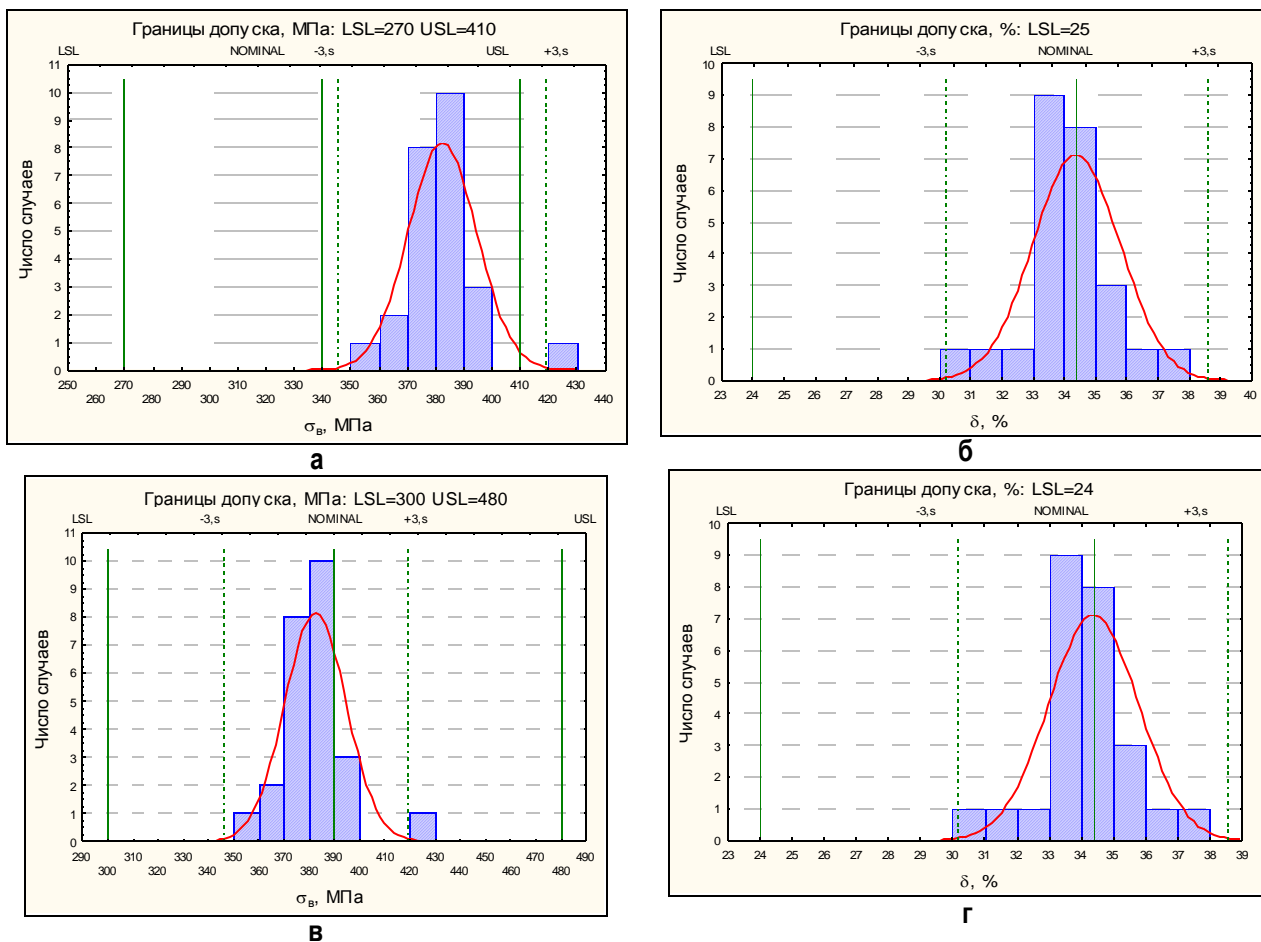 Границы допуска, МПа: LSL=270 USL=410
LSL NOMINAL -3,s USL +3,s
11
10
9
8
7
6
5
4
3
2
1
0
Число случаев
250 270 290 310 330 350 370 390 410 430
260 280 300 320 340 360 380 400 420 440
σв, МПа
а
Границы допуска, %: LSL=25
LSL -3,s NOMINAL +3,s
10
9
8
7
6
5
4
3
2
1
0
Число случаев
23 24 25 26 27 28 29 30 31 32 33 34 35 36 37 38 39 40
δ, %
б
Границы допуска, МПа: LSL=300 USL=480
LSL -3,s NOMINAL +3,s USL
11
10
9
8
7
6
5
4
3
2
1
0
Число случаев
290 310 330 350 370 390 410 430 450 470 490
300 320 340 360 380 400 420 440 460 480
σв, МПа
в
Границы допуска, %: LSL=24
LSL -3,s NOMINAL +3,s
10
9
8
7
6
5
4
3
2
1
0
Число случаев
23 24 25 26 27 28 29 30 31 32 33 34 35 36 37 38 39
δ, %
г